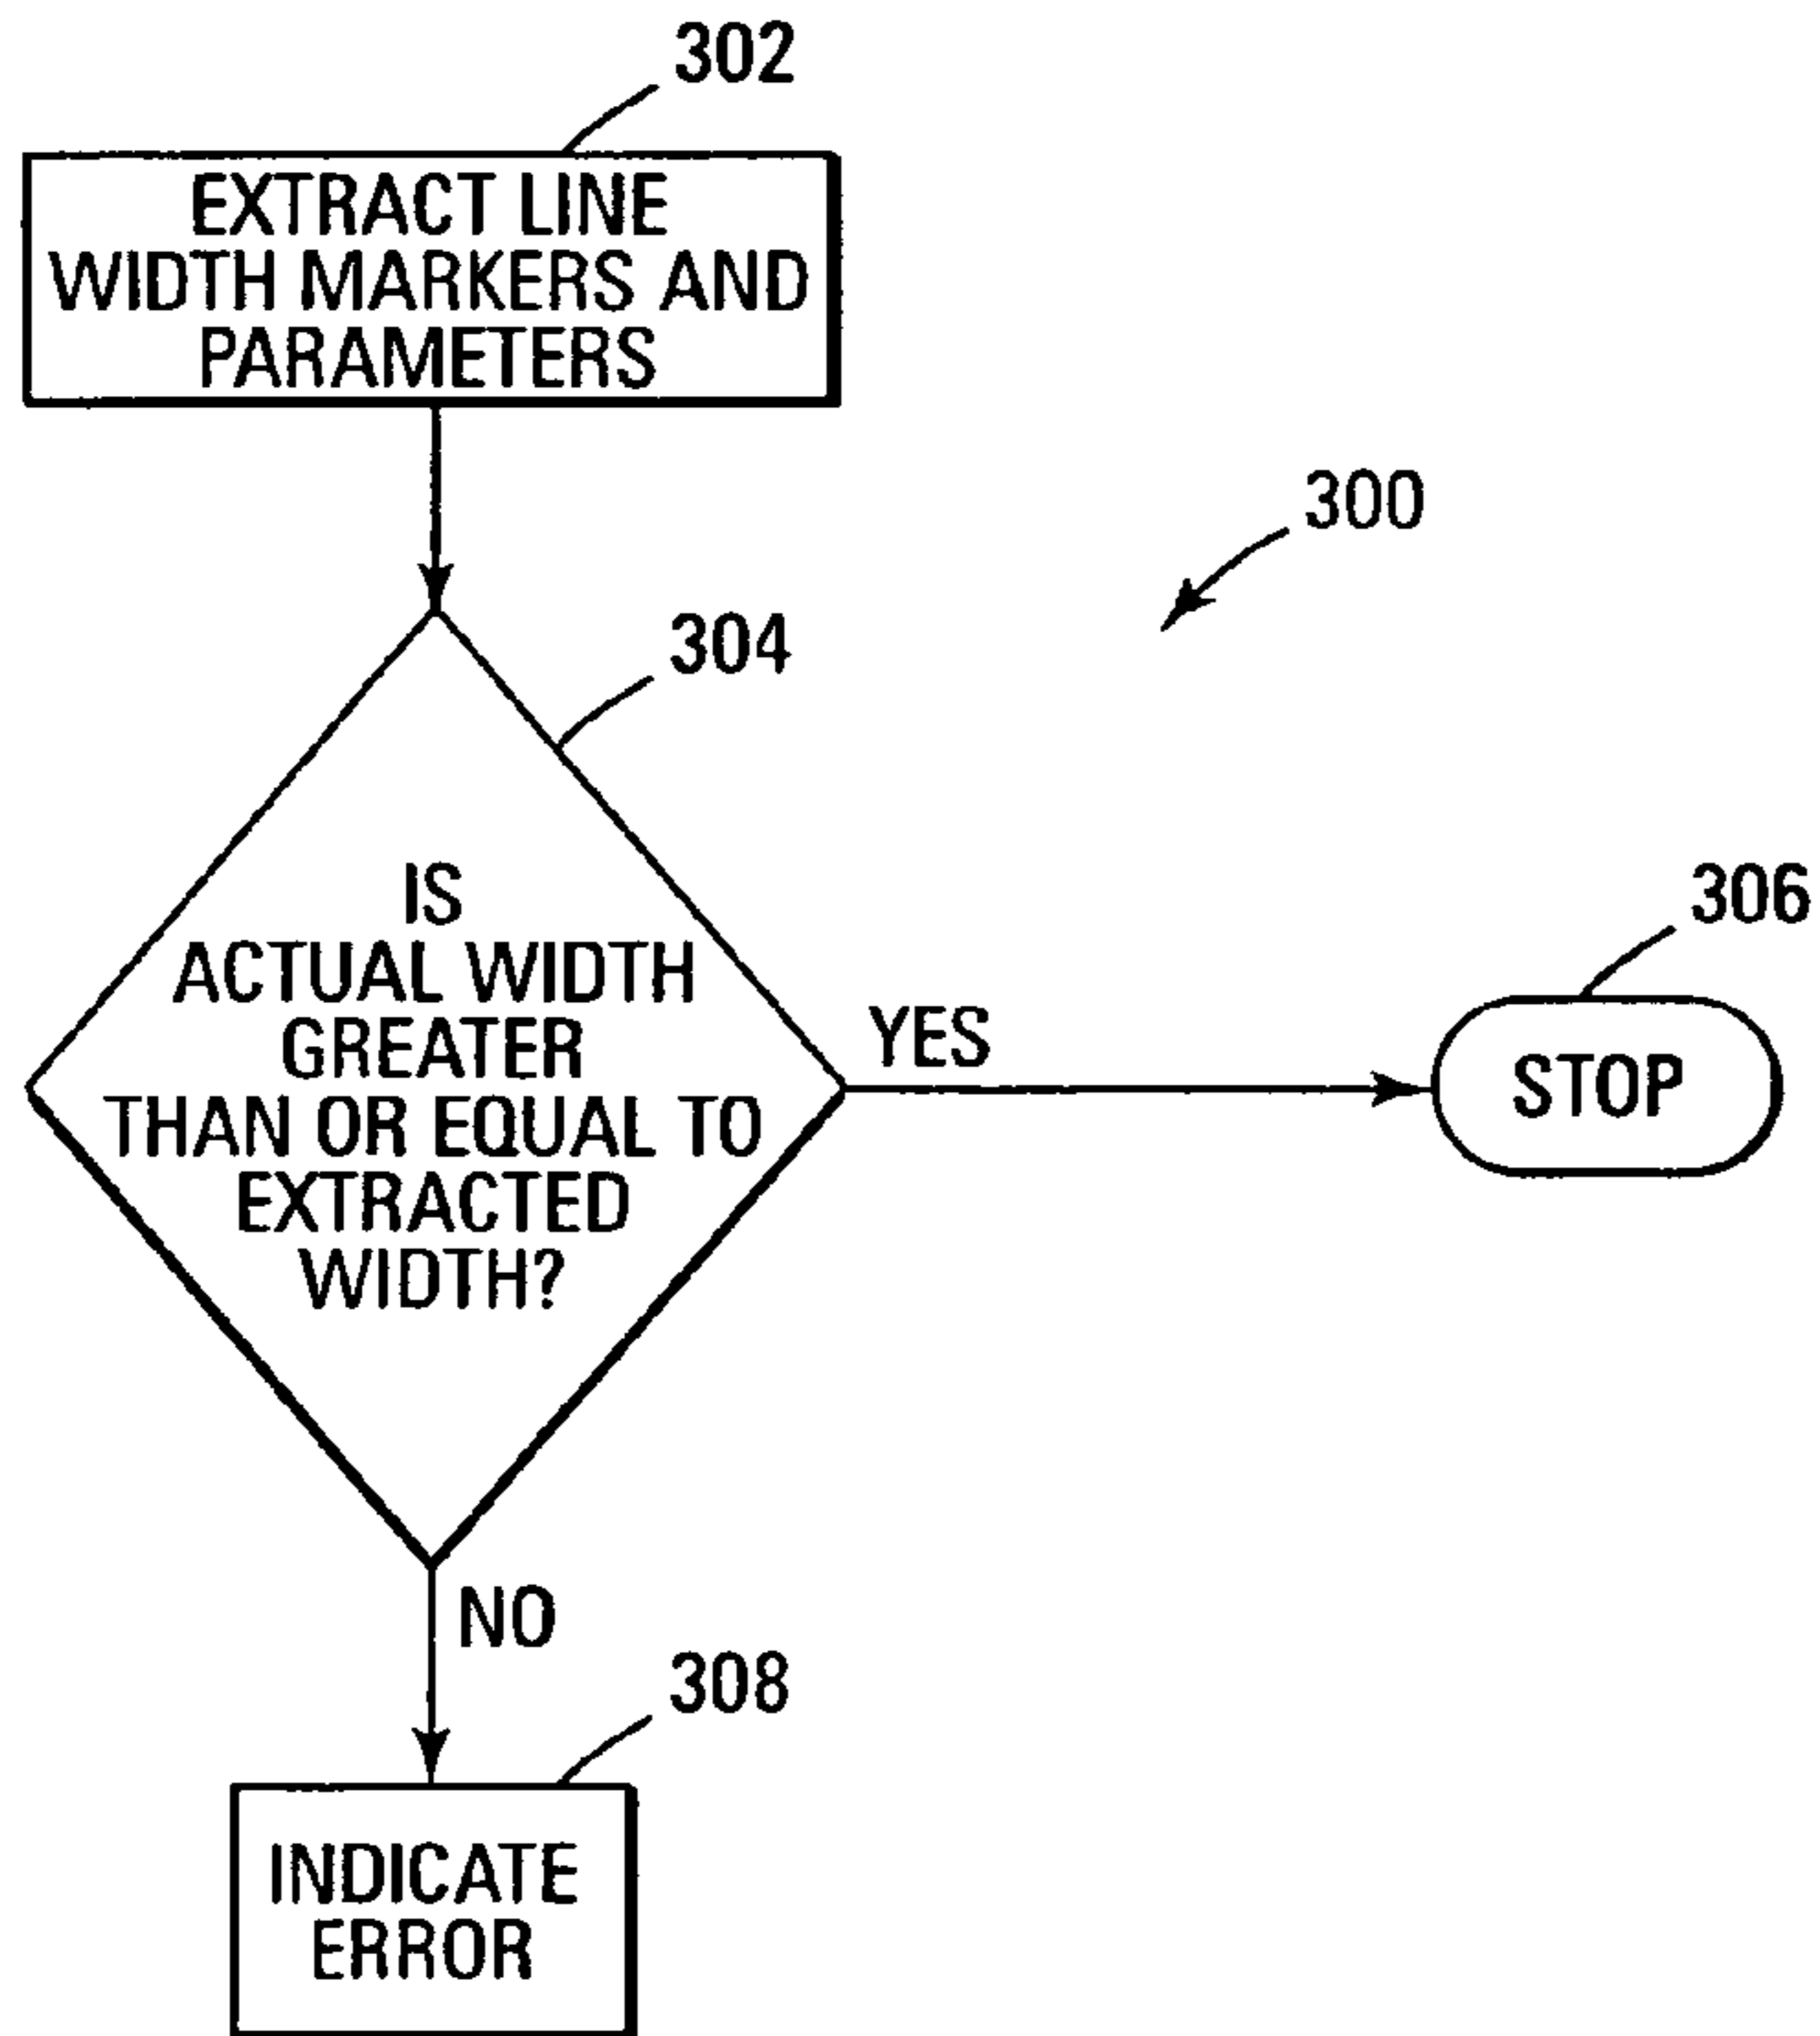 302
EXTRACT LINE
WIDTH MARKERS AND
PARAMETERS
300
304
IS
ACTUAL WIDTH
GREATER
THAN OR EQUAL TO
EXTRACTED
WIDTH?
YES
306
STOP
NO
308
INDICATE
ERROR